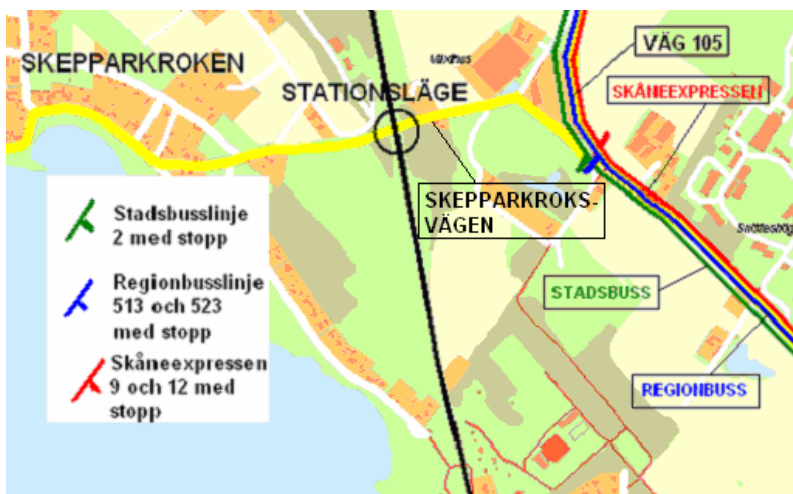 SKEPPARKROKEN
Växthus
STATIONSLÄGE
VÄG 105
SKÅNEEXPRESSEN
SKEPPARKROKS-
VÄGEN
Stadsbusslinje
2 med stopp
Regionbusslinje
513 och 523
med stopp
Skåneexpressen
9 och 12 med
stopp
STADSBUSS
REGIONBUSS